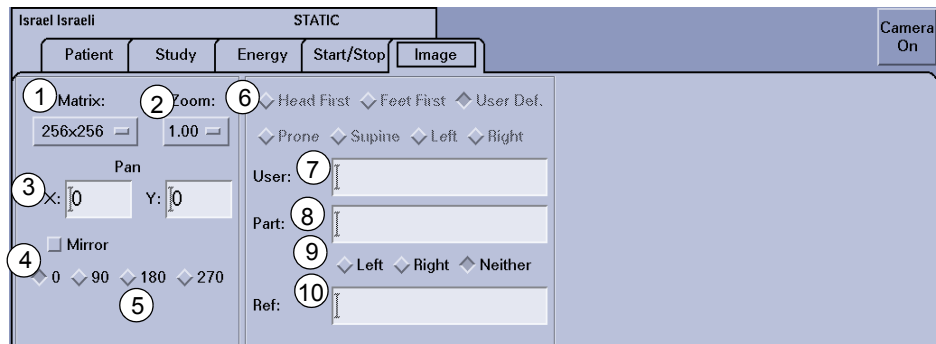 Israel Israeli STATIC
Camera On
Patient Study Energy Start/Stop Image
1 Matrix: 2 Zoom: 6 Head First Feet First User Def.
256x256 1.00 Prone Supine Left Right
Pan
3 X: 0 Y: 0
User: 7
Part: 8
Mirror
9 Left Right Neither
4 0 90 180 270
5
Ref: 10